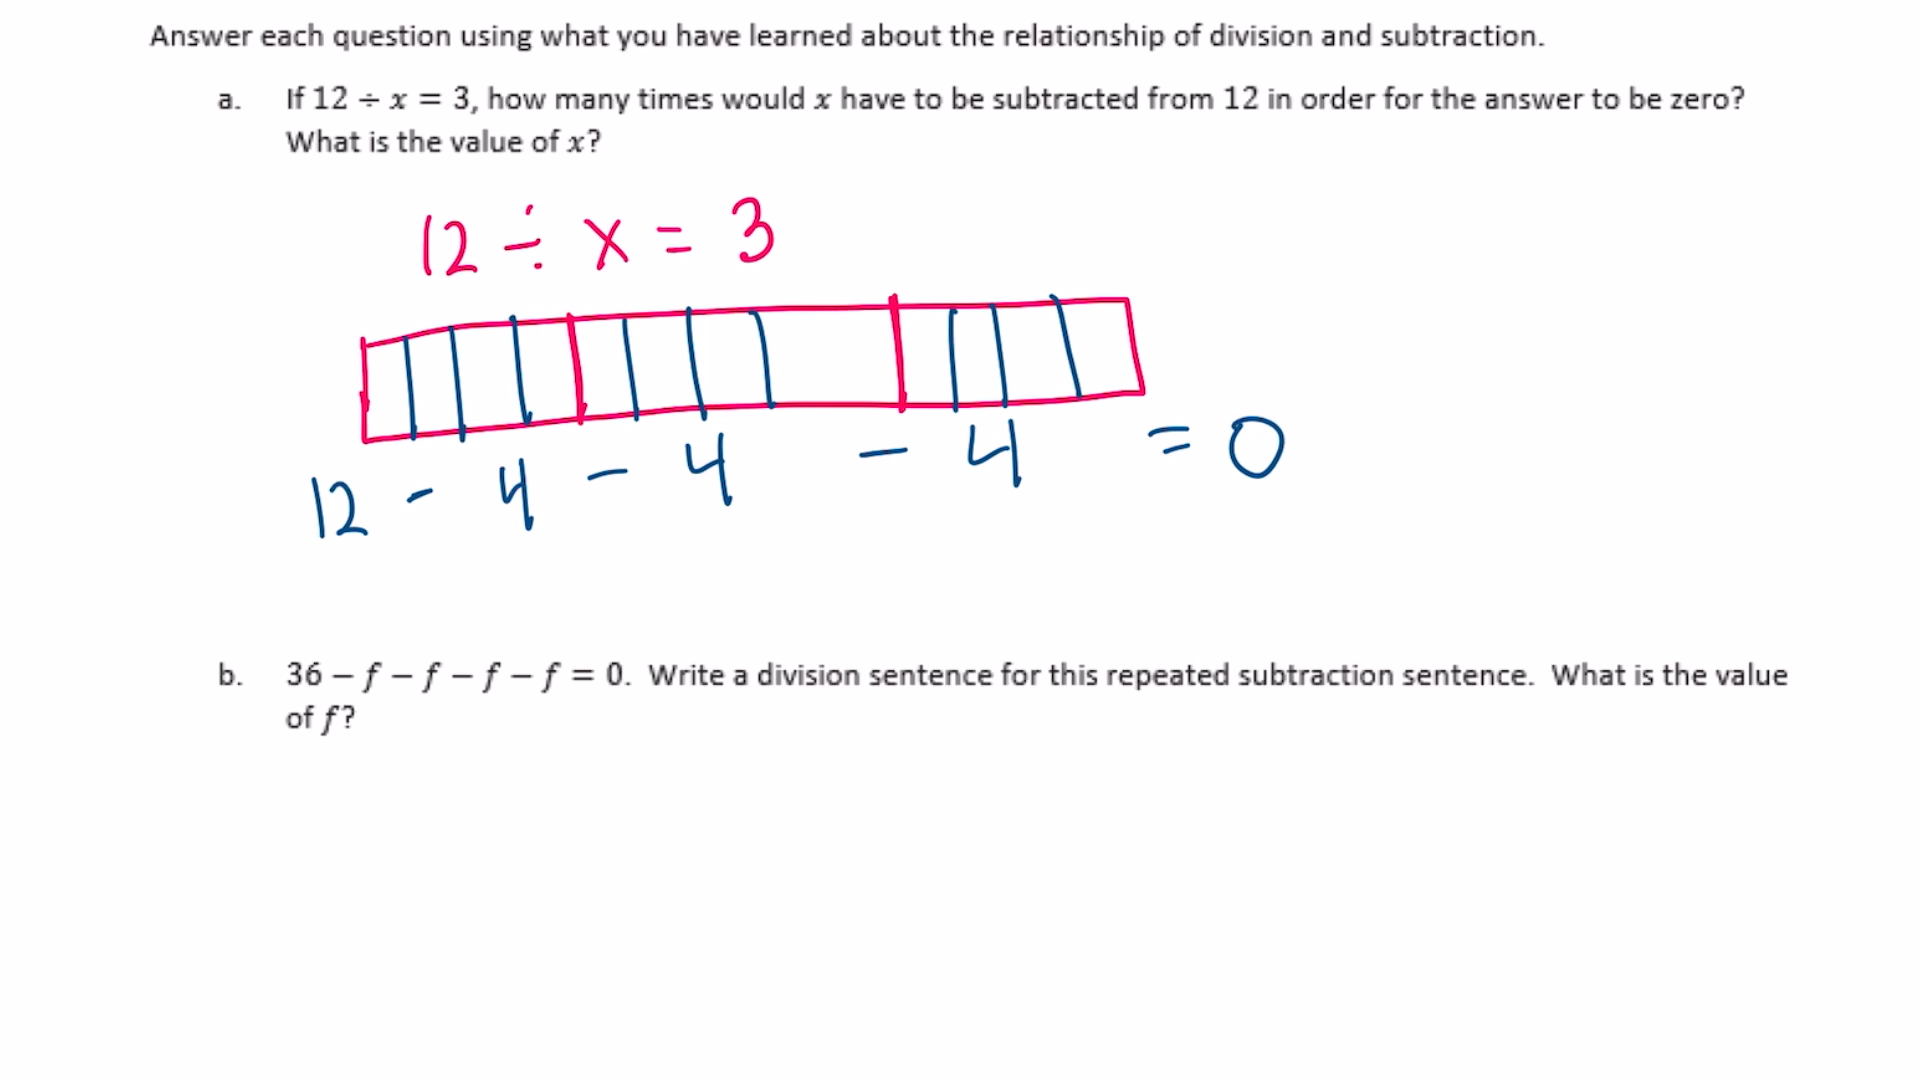 Answer each question using what you have learned about the relationship of division and subtraction.
a. If 12 ÷ x = 3, how many times would x have to be subtracted from 12 in order for the answer to be zero?
What is the value of x?
12 ÷ x = 3
12 - 4 - 4 - 4 = 0
b. 36 – f – f – f – f = 0. Write a division sentence for this repeated subtraction sentence. What is the value
of f?